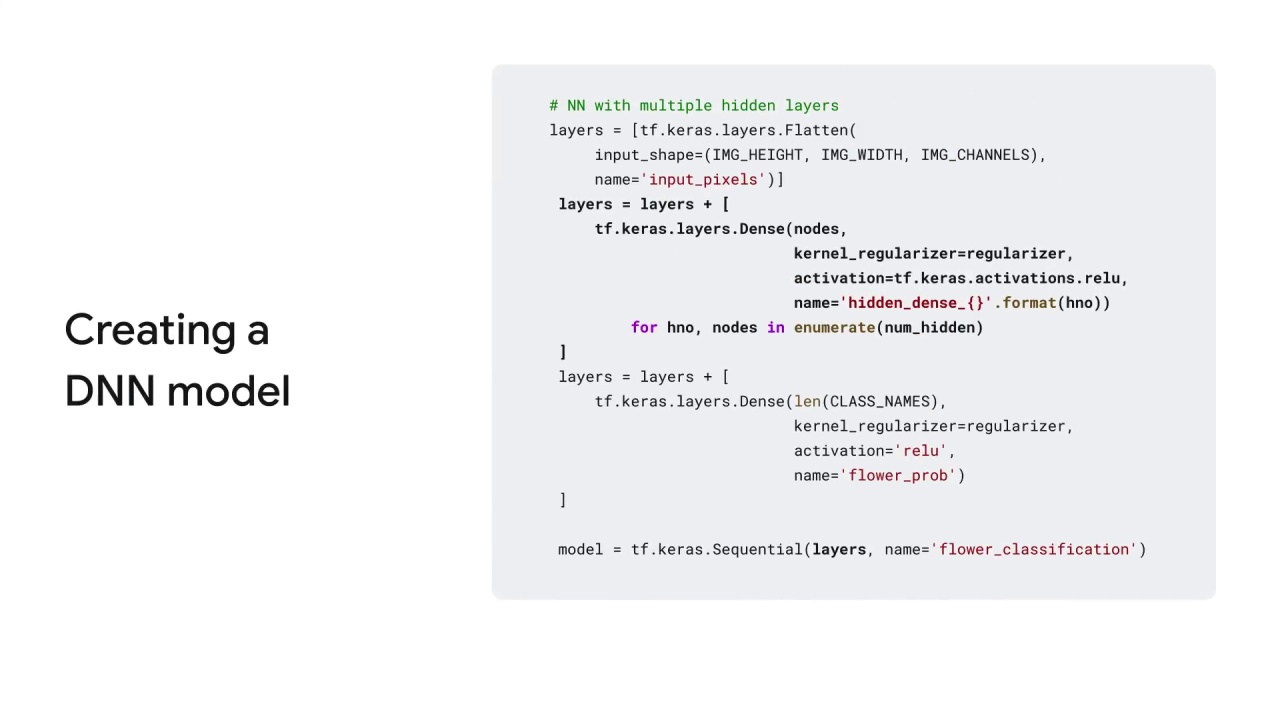 Creating a
DNN model
# NN with multiple hidden layers
layers = [tf.keras.layers.Flatten(
input_shape=(IMG_HEIGHT, IMG_WIDTH, IMG_CHANNELS),
name='input_pixels')]
layers = layers + [
tf.keras.layers.Dense(nodes,
kernel_regularizer=regularizer,
activation=tf.keras.activations.relu,
name='hidden_dense_{}'.format(hno))
for hno, nodes in enumerate(num_hidden)
]
layers = layers + [
tf.keras.layers.Dense(len(CLASS_NAMES),
kernel_regularizer=regularizer,
activation='relu',
name='flower_prob')
]
model = tf.keras.Sequential(layers, name='flower_classification')